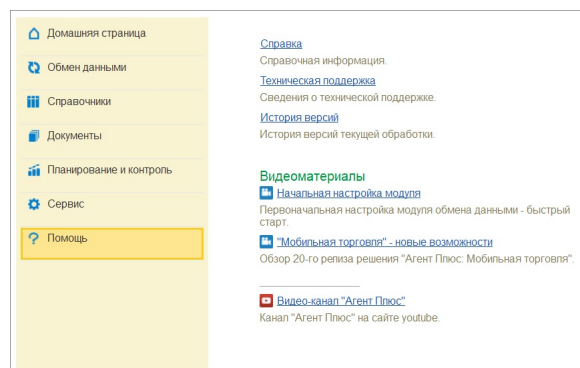 Домашняя страница
Обмен данными
Справочники
Документы
Планирование и контроль
Сервис
Помощь
Справка
Справочная информация.
Техническая поддержка
Сведения о технической поддержке.
История версий
История версий текущей обработки.
Видеоматериалы
Начальная настройка модуля
Первоначальная настройка модуля обмена данными - быстрый
старт.
"Мобильная торговля" - новые возможности
Обзор 20-го релиза решения "Агент Плюс: Мобильная торговля".
Видео-канал "Агент Плюс"
Канал "Агент Плюс" на сайте youtube.